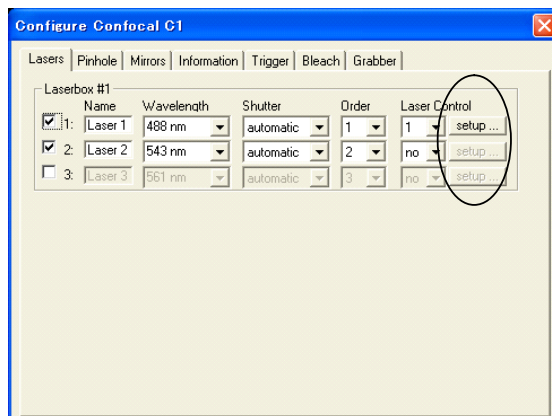 Configure Confocal C1
Lasers Pinhole Mirrors Information Trigger Bleach Grabber
Laserbox #1
Name Wavelength Shutter Order Laser Control
1: Laser 1 488 nm automatic 1 1 setup ...
2: Laser 2 543 nm automatic 2 no setup ...
3: Laser 3 561 nm automatic 3 no setup ...